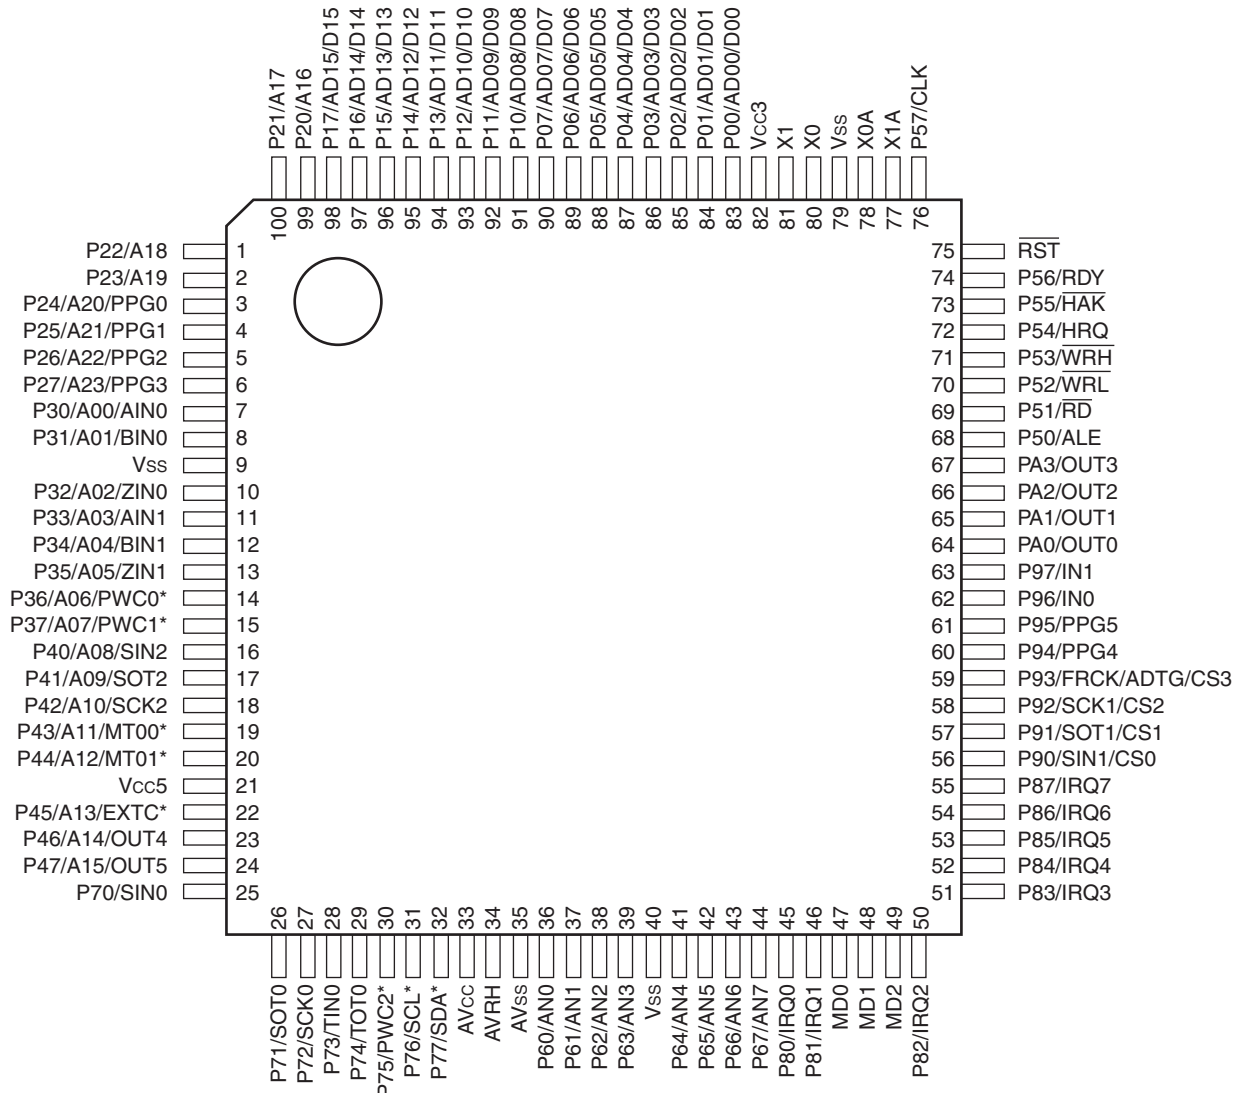 P21/A17
P20/A16
P17/AD15/D15
P16/AD14/D14
P15/AD13/D13
P14/AD12/D12
P13/AD11/D11
P12/AD10/D10
P11/AD09/D09
P10/AD08/D08
P07/AD07/D07
P06/AD06/D06
P05/AD05/D05
P04/AD04/D04
P03/AD03/D03
P02/AD02/D02
P01/AD01/D01
P00/AD00/D00
Vcc3
X1
X0
Vss
X0A
X1A
P57/CLK
100
99
98
97
96
95
94
93
92
91
90
89
88
87
86
85
84
83
82
81
80
79
78
77
76
P22/A18 1
P23/A19 2
P24/A20/PPG0 3
P25/A21/PPG1 4
P26/A22/PPG2 5
P27/A23/PPG3 6
P30/A00/AIN0 7
P31/A01/BIN0 8
Vss 9
P32/A02/ZIN0 10
P33/A03/AIN1 11
P34/A04/BIN1 12
P35/A05/ZIN1 13
P36/A06/PWC0* 14
P37/A07/PWC1* 15
P40/A08/SIN2 16
P41/A09/SOT2 17
P42/A10/SCK2 18
P43/A11/MT00* 19
P44/A12/MT01* 20
Vcc5 21
P45/A13/EXTC* 22
P46/A14/OUT4 23
P47/A15/OUT5 24
P70/SIN0 25
75 RST
74 P56/RDY
73 P55/HAK
72 P54/HRQ
71 P53/WRH
70 P52/WRL
69 P51/RD
68 P50/ALE
67 PA3/OUT3
66 PA2/OUT2
65 PA1/OUT1
64 PA0/OUT0
63 P97/IN1
62 P96/IN0
61 P95/PPG5
60 P94/PPG4
59 P93/FRCK/ADTG/CS3
58 P92/SCK1/CS2
57 P91/SOT1/CS1
56 P90/SIN1/CS0
55 P87/IRQ7
54 P86/IRQ6
53 P85/IRQ5
52 P84/IRQ4
51 P83/IRQ3
26
27
28
29
30
31
32
33
34
35
36
37
38
39
40
41
42
43
44
45
46
47
48
49
50
P71/SOT0
P72/SCK0
P73/TIN0
P74/TOT0
P75/PWC2*
P76/SCL*
P77/SDA*
AVcc
AVRH
AVss
P60/AN0
P61/AN1
P62/AN2
P63/AN3
Vss
P64/AN4
P65/AN5
P66/AN6
P67/AN7
P80/IRQ0
P81/IRQ1
MD0
MD1
MD2
P82/IRQ2